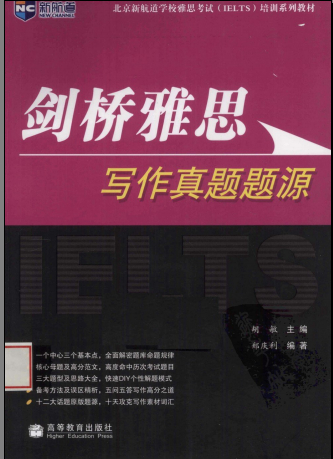 NC 新航道
NEW CHANNEL
北京新航道学校雅思考试（IELTS）培训系列教材
剑桥雅思
写作真题题源
IELTS
胡 敏 主编
郝庆利 编著
一个中心三个基本点，全面解密题库命题规律
核心母题及高分范文，高度命中历次考试题目
三大题型及思路大全，快速DIY个性解题模式
备考方法及误区精析，五问五答写作高分之道
十二大话题原版题源，十天攻克写作素材词汇
高等教育出版社
Higher Education Press